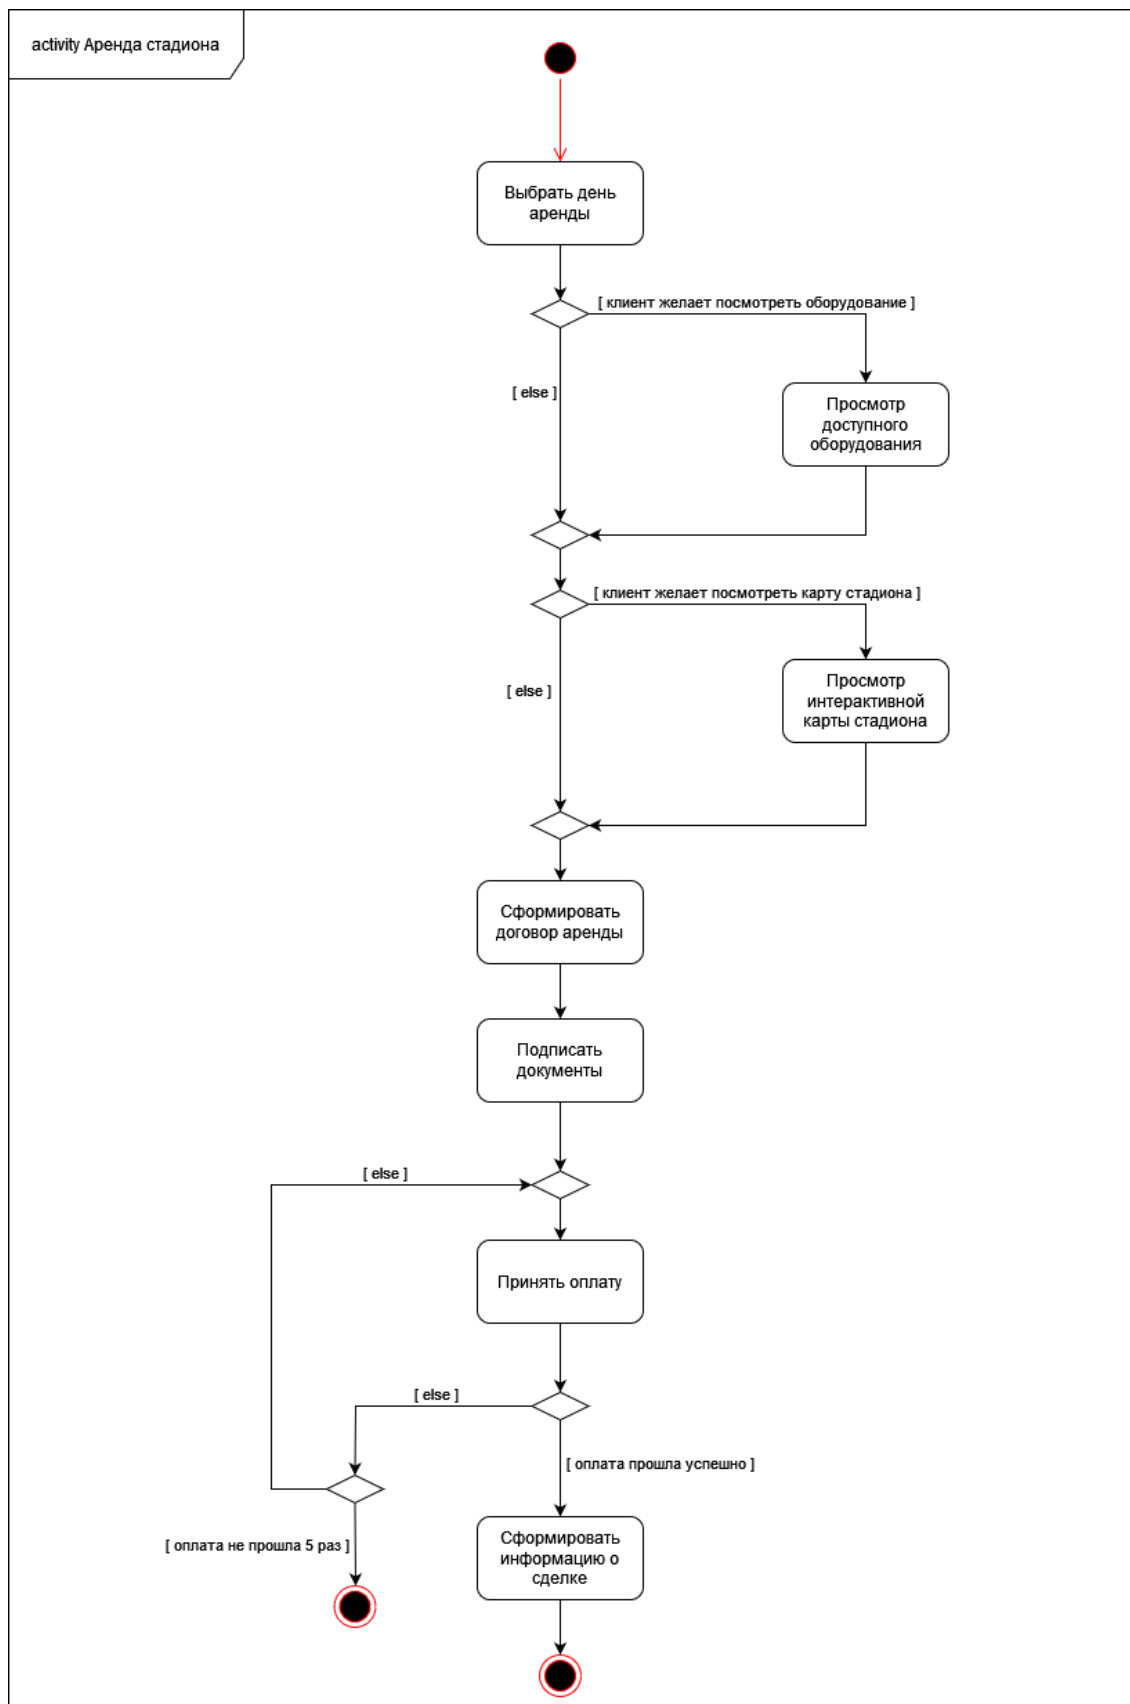 activity Аренда стадиона
Выбрать день
аренды
[ клиент желает посмотреть оборудование ]
[ else ]
Просмотр
доступного
оборудования
[ клиент желает посмотреть карту стадиона ]
[ else ]
Просмотр
интерактивной
карты стадиона
Сформировать
договор аренды
Подписать
документы
[ else ]
Принять оплату
[ else ]
[ оплата прошла успешно ]
[ оплата не прошла 5 раз ]
Сформировать
информацию о
сделке